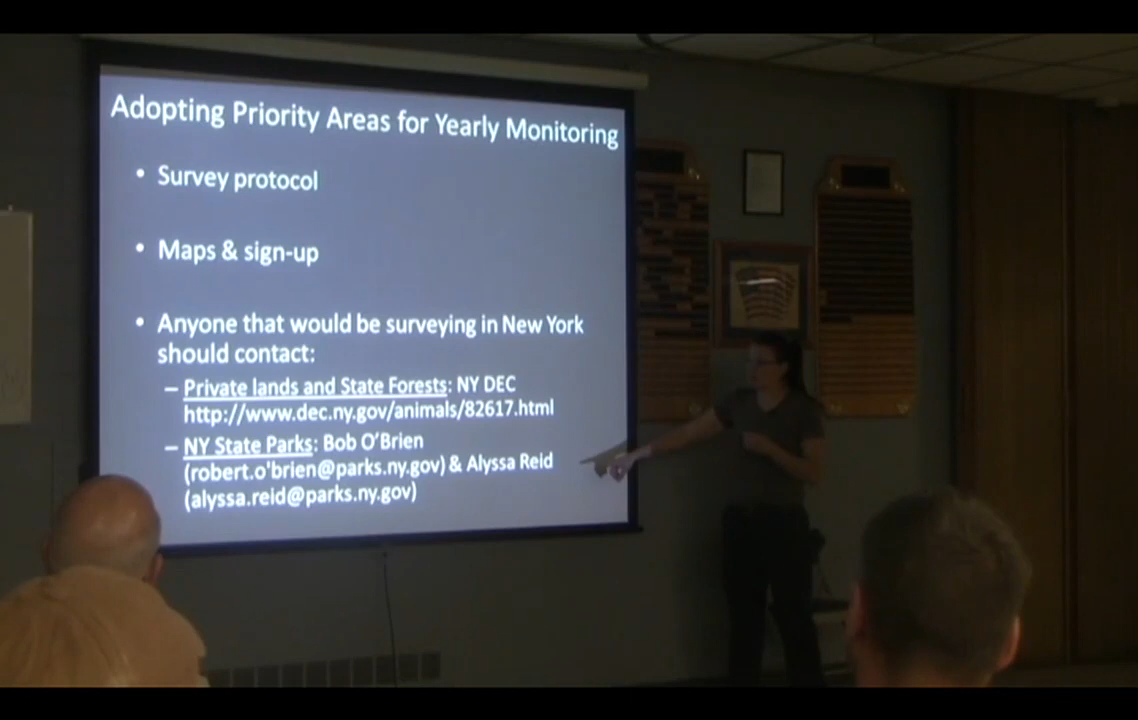 Adopting Priority Areas for Yearly Monitoring
• Survey protocol
• Maps & sign-up
• Anyone that would be surveying in New York
should contact:
– Private lands and State Forests: NY DEC
http://www.dec.ny.gov/animals/82617.html
– NY State Parks: Bob O'Brien
(robert.o'brien@parks.ny.gov) & Alyssa Reid
(alyssa.reid@parks.ny.gov)